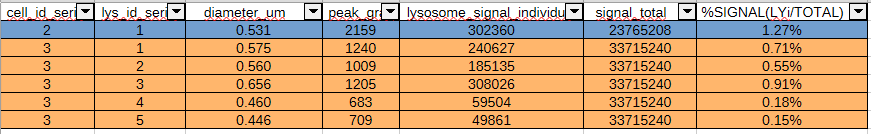 cell_id_seri lys_id_seri diameter_um peak_gra lysosome_signal_individu signal_total %SIGNAL(LYi/TOTAL)
2 1 0.531 2159 302360 23765208 1.27%
3 1 0.575 1240 240627 33715240 0.71%
3 2 0.560 1009 185135 33715240 0.55%
3 3 0.656 1205 308026 33715240 0.91%
3 4 0.460 683 59504 33715240 0.18%
3 5 0.446 709 49861 33715240 0.15%